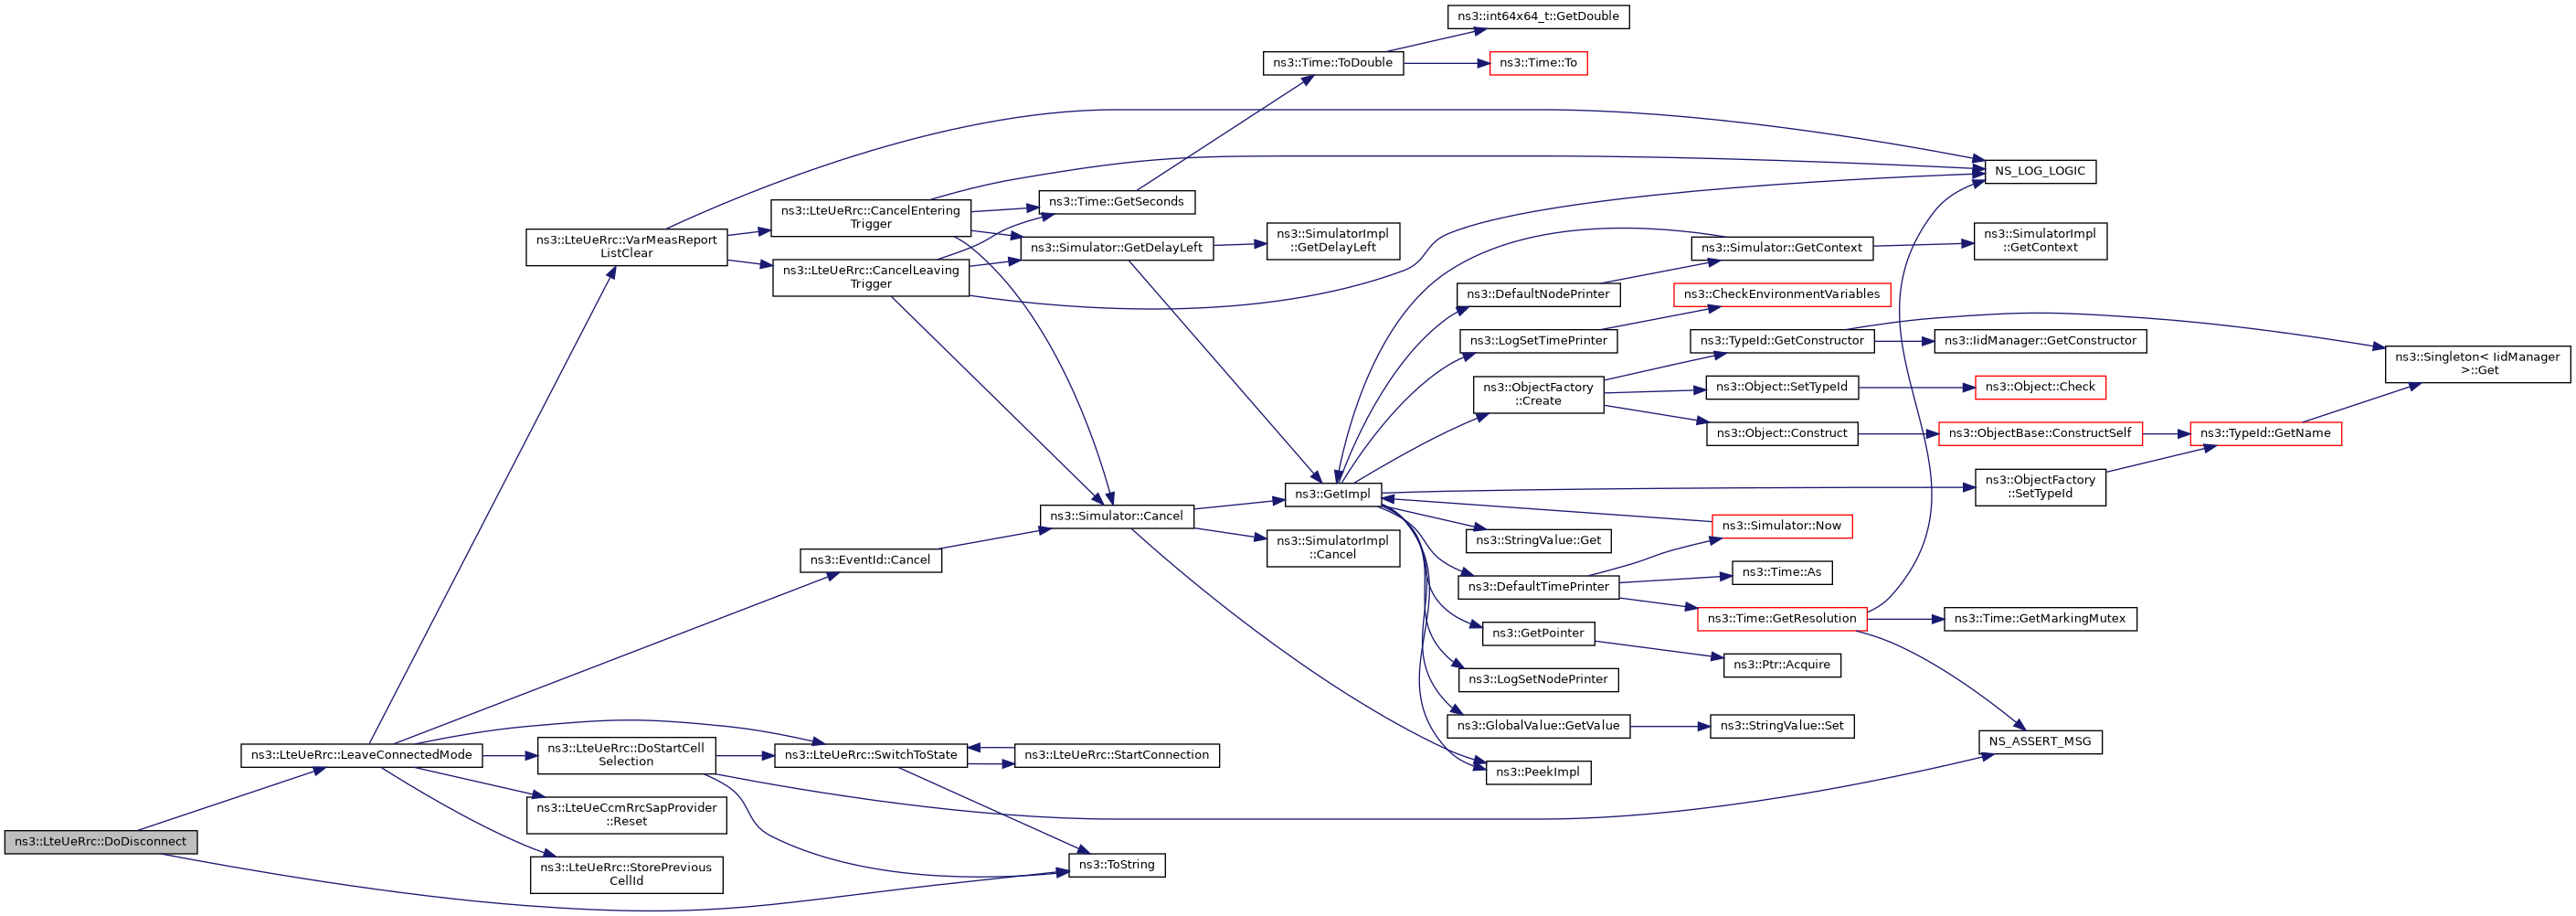 ns3::int64x64_t::GetDouble
ns3::Time::ToDouble
ns3::Time::To
NS_LOG_LOGIC
ns3::LteUeRrc::CancelEntering
Trigger
ns3::Time::GetSeconds
ns3::LteUeRrc::VarMeasReport
ListClear
ns3::Simulator::GetDelayLeft
ns3::SimulatorImpl
::GetDelayLeft
ns3::Simulator::GetContext
ns3::SimulatorImpl
::GetContext
ns3::LteUeRrc::CancelLeaving
Trigger
ns3::DefaultNodePrinter
ns3::CheckEnvironmentVariables
ns3::LogSetTimePrinter
ns3::TypeId::GetConstructor
ns3::IidManager::GetConstructor
ns3::Singleton< IidManager
>::Get
ns3::ObjectFactory
::Create
ns3::Object::SetTypeId
ns3::Object::Check
ns3::Object::Construct
ns3::ObjectBase::ConstructSelf
ns3::TypeId::GetName
ns3::GetImpl
ns3::ObjectFactory
::SetTypeId
ns3::Simulator::Cancel
ns3::SimulatorImpl
::Cancel
ns3::StringValue::Get
ns3::Simulator::Now
ns3::EventId::Cancel
ns3::DefaultTimePrinter
ns3::Time::As
ns3::Time::GetResolution
ns3::Time::GetMarkingMutex
ns3::GetPointer
ns3::Ptr::Acquire
ns3::LogSetNodePrinter
ns3::GlobalValue::GetValue
ns3::StringValue::Set
NS_ASSERT_MSG
ns3::LteUeRrc::LeaveConnectedMode
ns3::LteUeRrc::DoStartCell
Selection
ns3::LteUeRrc::SwitchToState
ns3::LteUeRrc::StartConnection
ns3::PeekImpl
ns3::LteUeCcmRrcSapProvider
::Reset
ns3::LteUeRrc::DoDisconnect
ns3::LteUeRrc::StorePrevious
CellId
ns3::ToString